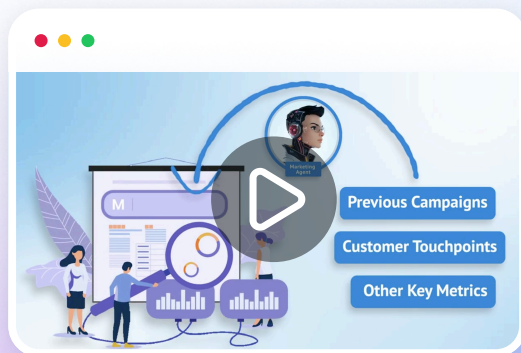 Marketing
Agent
M
Previous Campaigns
Customer Touchpoints
Other Key Metrics